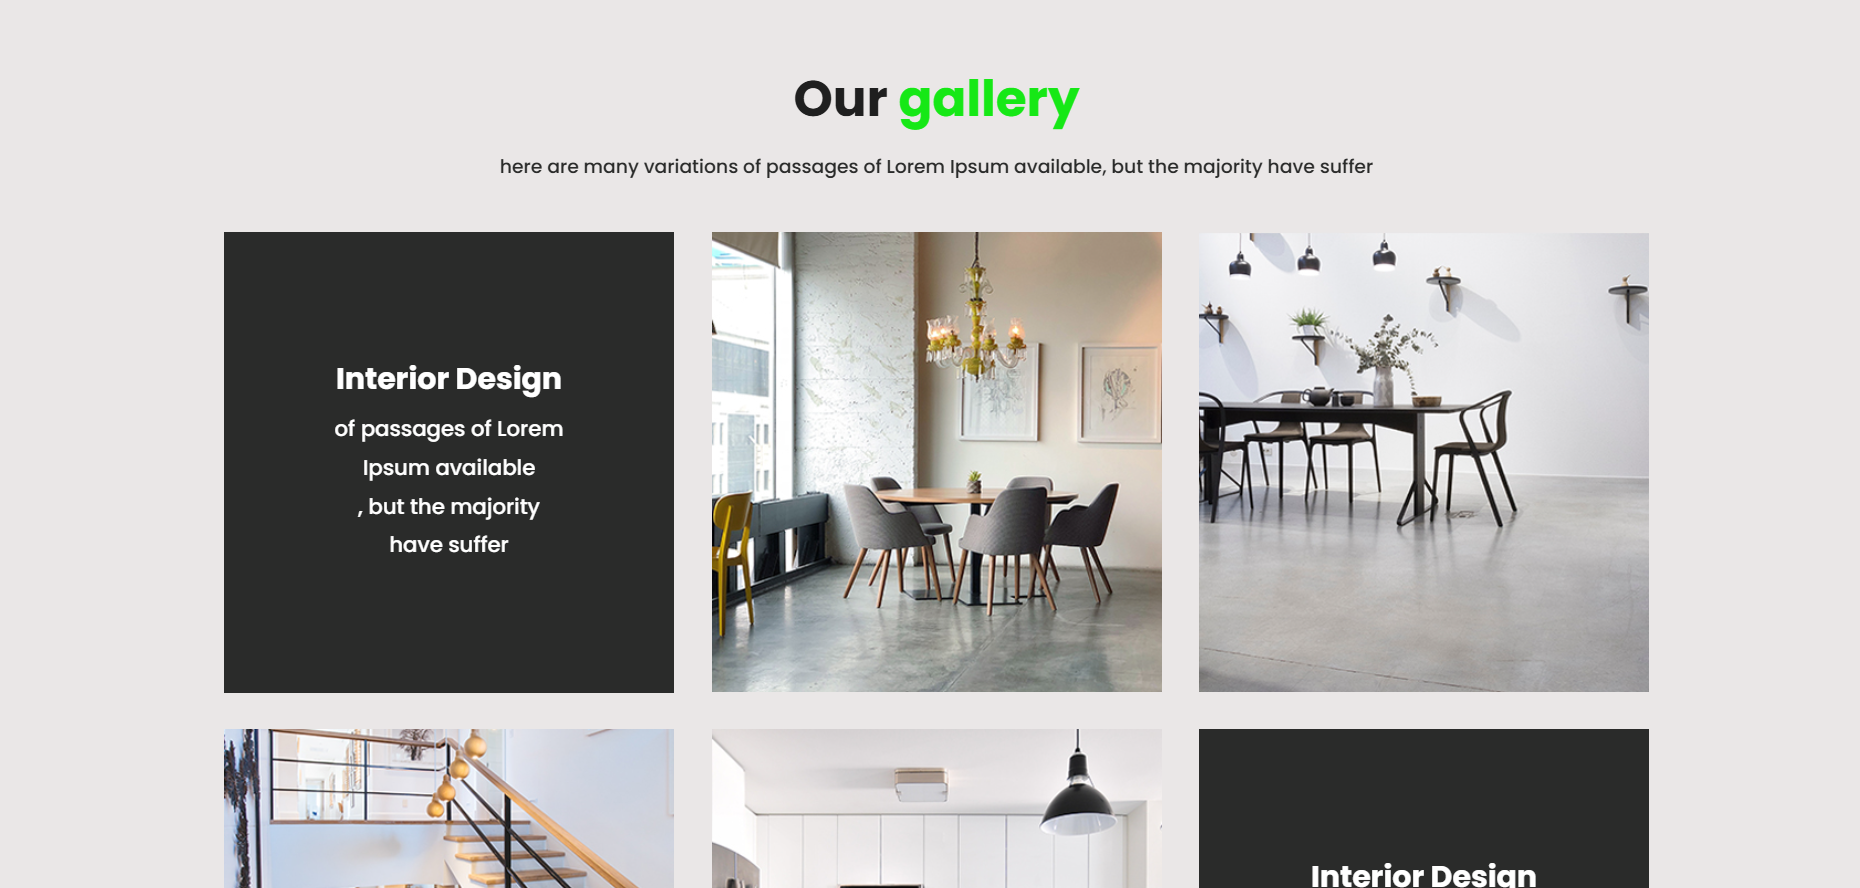 Our gallery
here are many variations of passages of Lorem Ipsum available, but the majority have suffer
Interior Design
of passages of Lorem
Ipsum available
, but the majority
have suffer
Interior Design